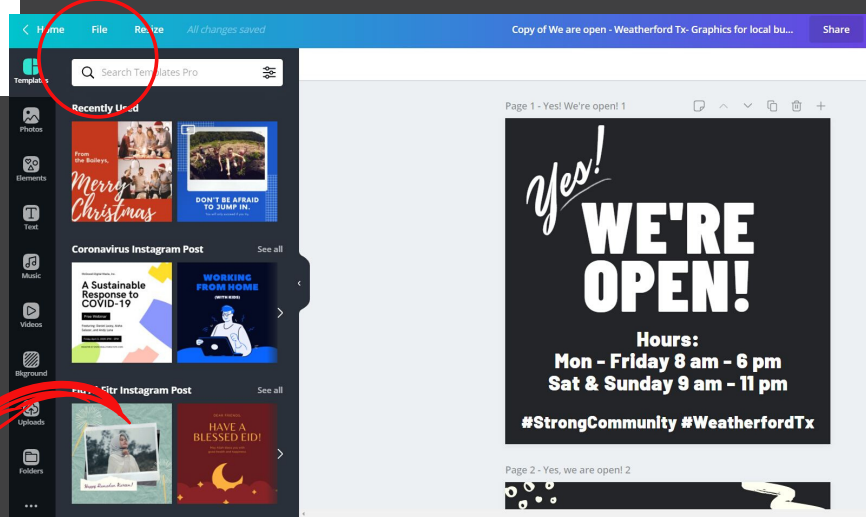 Home File Resize All changes saved
Copy of We are open - Weatherford Tx- Graphics for local bu...
Share
Templates
Photos
Elements
Text
Music
Videos
Bkground
Uploads
Folders
Search Templates Pro
Recently Used
From
the Baileys,
Merry
Christmas
DON'T BE AFRAID
TO JUMP IN.
Coronavirus Instagram Post
See all
A Sustainable
Response to
COVID-19
Free Webinar
WORKING
FROM HOME
(WITH KIDS)
Fitr Instagram Post
See all
HAVE A
BLESSED EID!
Page 1 - Yes! We're open! 1
Yes!
WE'RE
OPEN!
Hours:
Mon - Friday 8 am - 6 pm
Sat & Sunday 9 am - 11 pm
#StrongCommunity #WeatherfordTx
Page 2 - Yes, we are open! 2